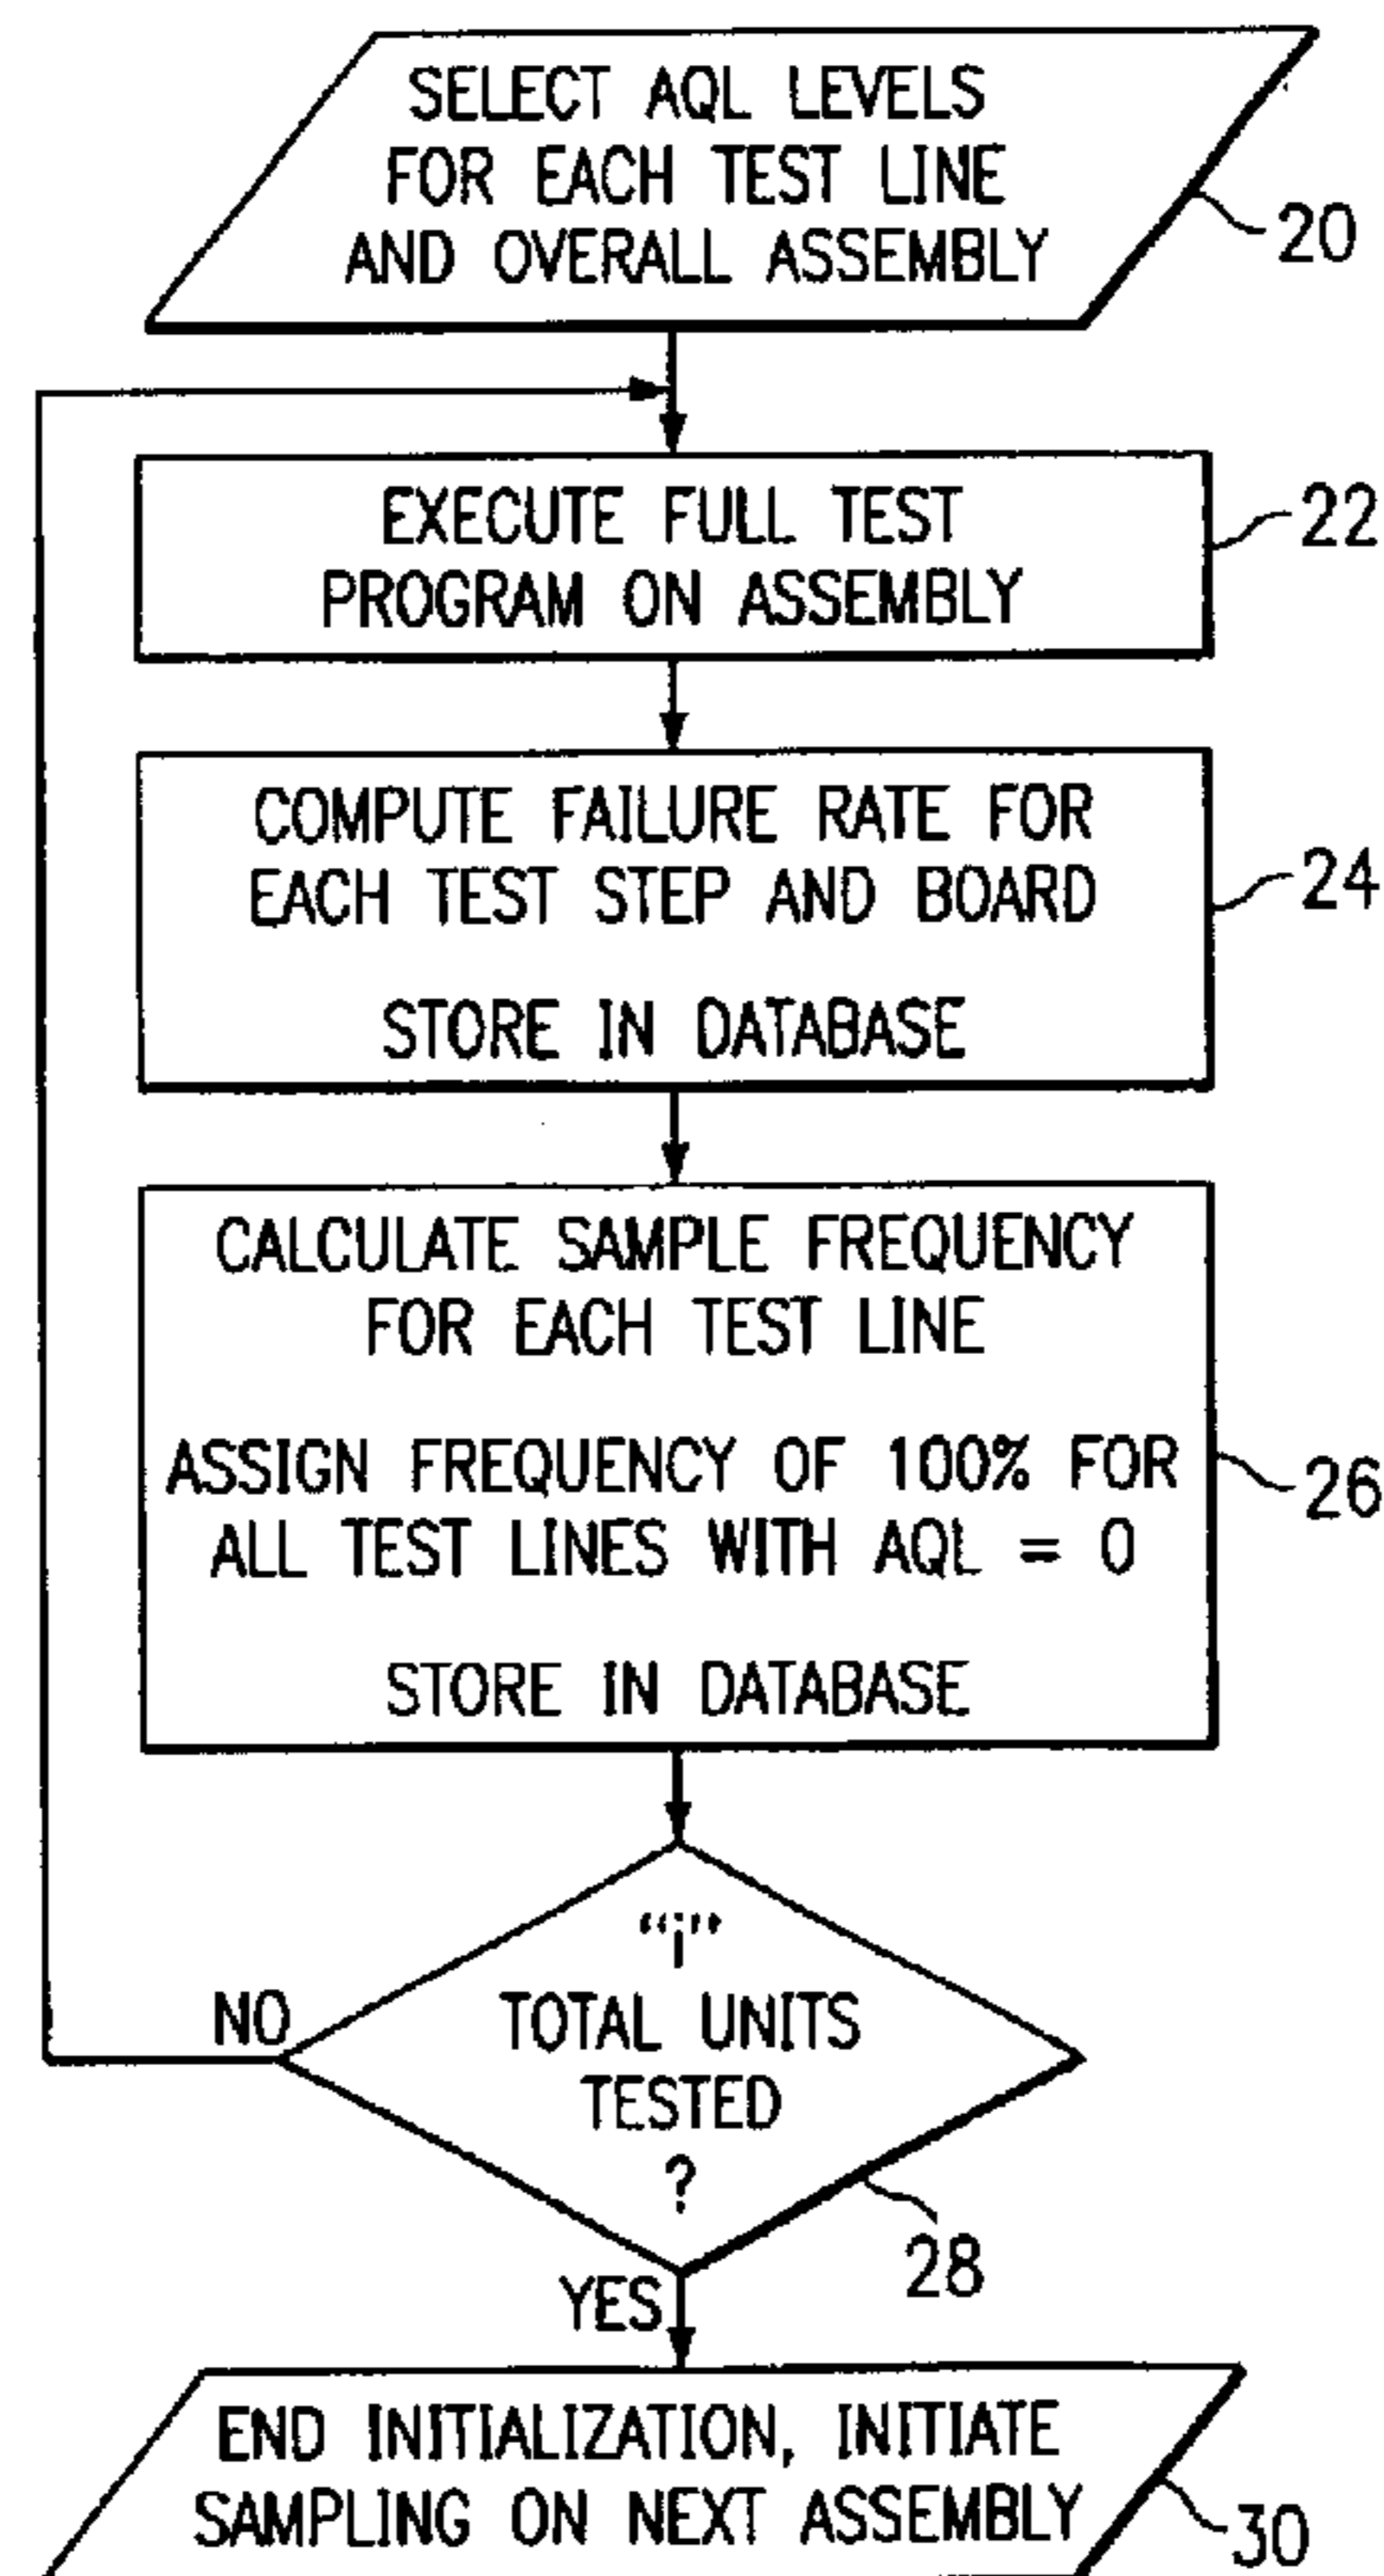 SELECT AQL LEVELS
FOR EACH TEST LINE
AND OVERALL ASSEMBLY
20
EXECUTE FULL TEST
PROGRAM ON ASSEMBLY
22
COMPUTE FAILURE RATE FOR
EACH TEST STEP AND BOARD
STORE IN DATABASE
24
CALCULATE SAMPLE FREQUENCY
FOR EACH TEST LINE
ASSIGN FREQUENCY OF 100% FOR
ALL TEST LINES WITH AQL = 0
STORE IN DATABASE
26
"i"
TOTAL UNITS
TESTED
?
NO
28
YES
END INITIALIZATION, INITIATE
SAMPLING ON NEXT ASSEMBLY
30